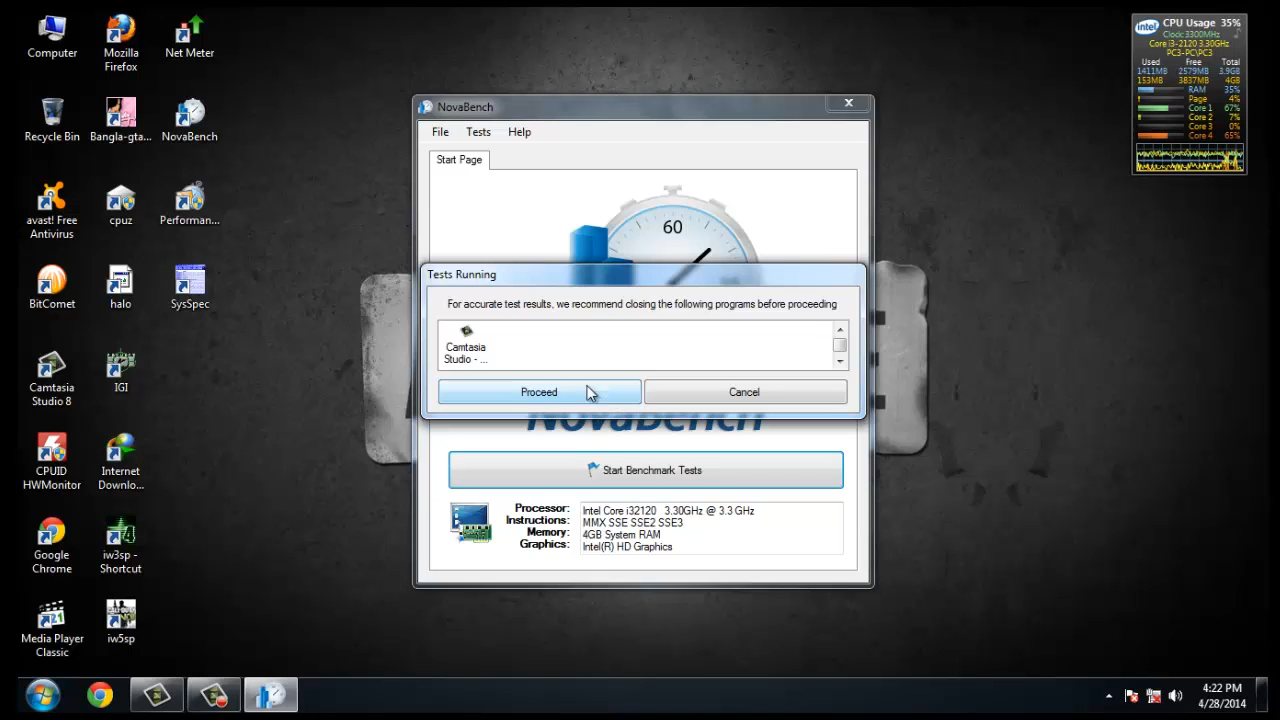 Computer
Mozilla
Firefox
Net Meter
Recycle Bin
Bangla-gta...
NovaBench
avast! Free
Antivirus
cpuz
Performan...
BitComet
halo
SysSpec
Camtasia
Studio 8
IGI
CPUID
HWMonitor
Internet
Downlo...
Google
Chrome
iw3sp -
Shortcut
Media Player
Classic
iw5sp
NovaBench
File Tests Help
Start Page
60
Tests Running
For accurate test results, we recommend closing the following programs before proceeding
Camtasia
Studio - ...
Proceed Cancel
NovaBench
Start Benchmark Tests
Processor: Intel Core i32120 3.30GHz @ 3.3 GHz
Instructions: MMX SSE SSE2 SSE3
Memory: 4GB System RAM
Graphics: Intel(R) HD Graphics
intel CPU Usage 35%
Clock: 3300MHz
Core i3-2120 3.30GHz
PC3-PC\PC3
Used Free Total
1411MB 2579MB 3.9GB
153MB 3837MB 4GB
RAM 35%
Page 4%
Core 1 67%
Core 2 7%
Core 3 0%
Core 4 65%
4:22 PM
4/28/2014